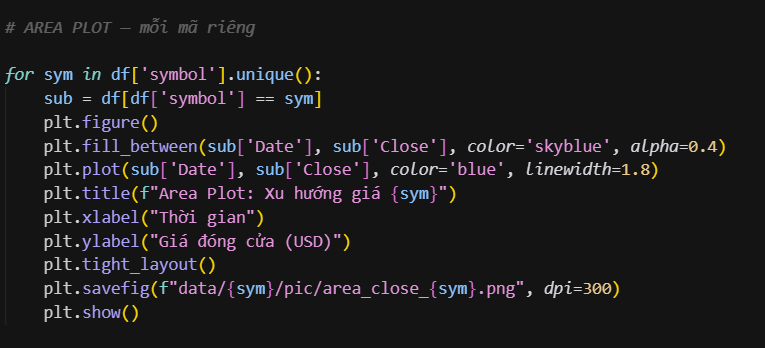 # AREA PLOT — mỗi mã riêng
for sym in df['symbol'].unique():
    sub = df[df['symbol'] == sym]
    plt.figure()
    plt.fill_between(sub['Date'], sub['Close'], color='skyblue', alpha=0.4)
    plt.plot(sub['Date'], sub['Close'], color='blue', linewidth=1.8)
    plt.title(f"Area Plot: Xu hướng giá {sym}")
    plt.xlabel("Thời gian")
    plt.ylabel("Giá đóng cửa (USD)")
    plt.tight_layout()
    plt.savefig(f"data/{sym}/pic/area_close_{sym}.png", dpi=300)
    plt.show()